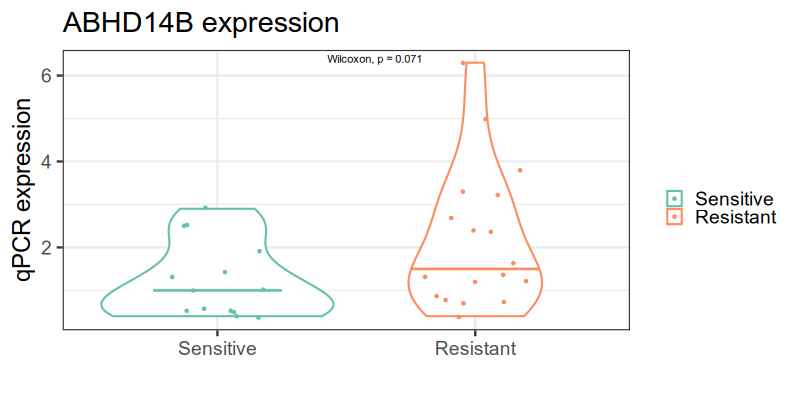 ABHD14B expression
Wilcoxon, p = 0.071
qPCR expression
6
4
2
Sensitive
Resistant
Sensitive
Resistant